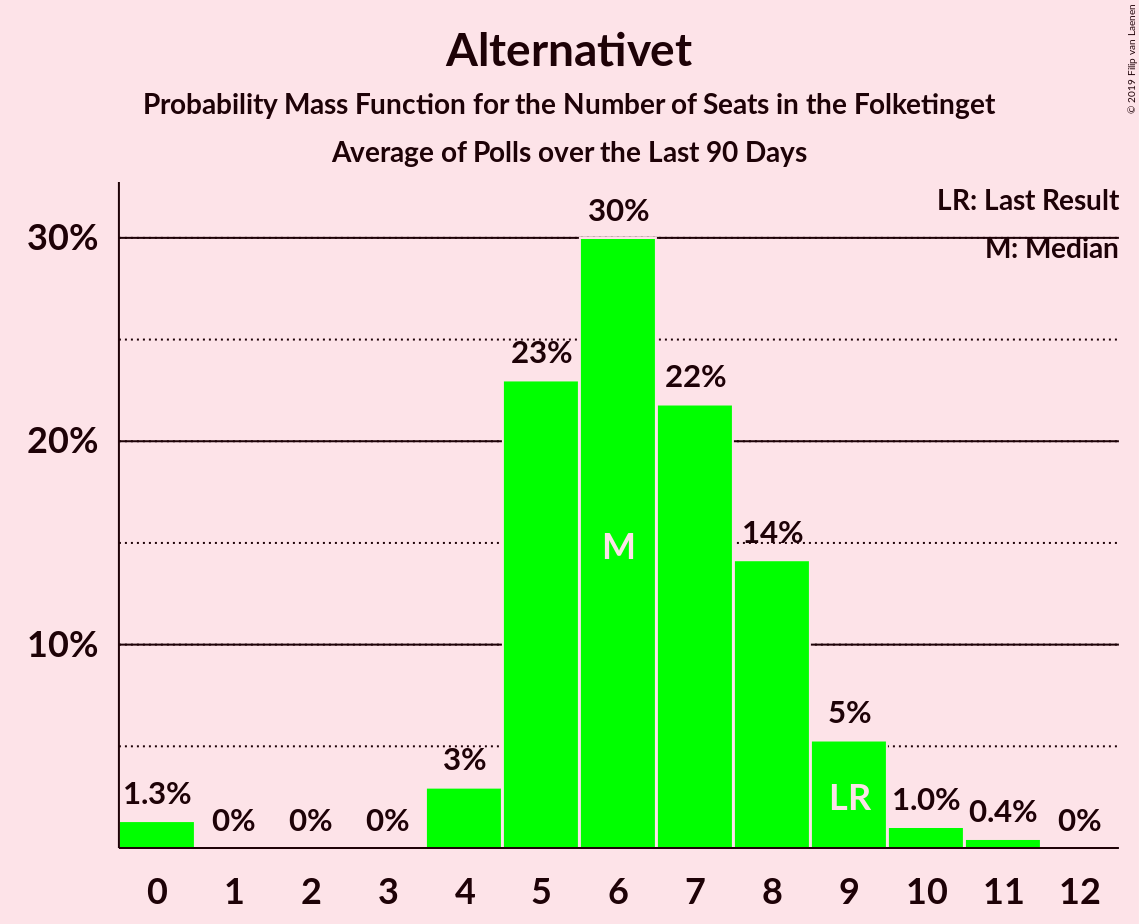 Alternativet
Probability Mass Function for the Number of Seats in the Folketinget
Average of Polls over the Last 90 Days
© 2019 Filip van Laenen
LR: Last Result
M: Median
30%
20%
10%
1.3%
0%
0%
0%
3%
23%
30%
22%
14%
5%
1.0%
0.4%
0%
M
LR
0 1 2 3 4 5 6 7 8 9 10 11 12